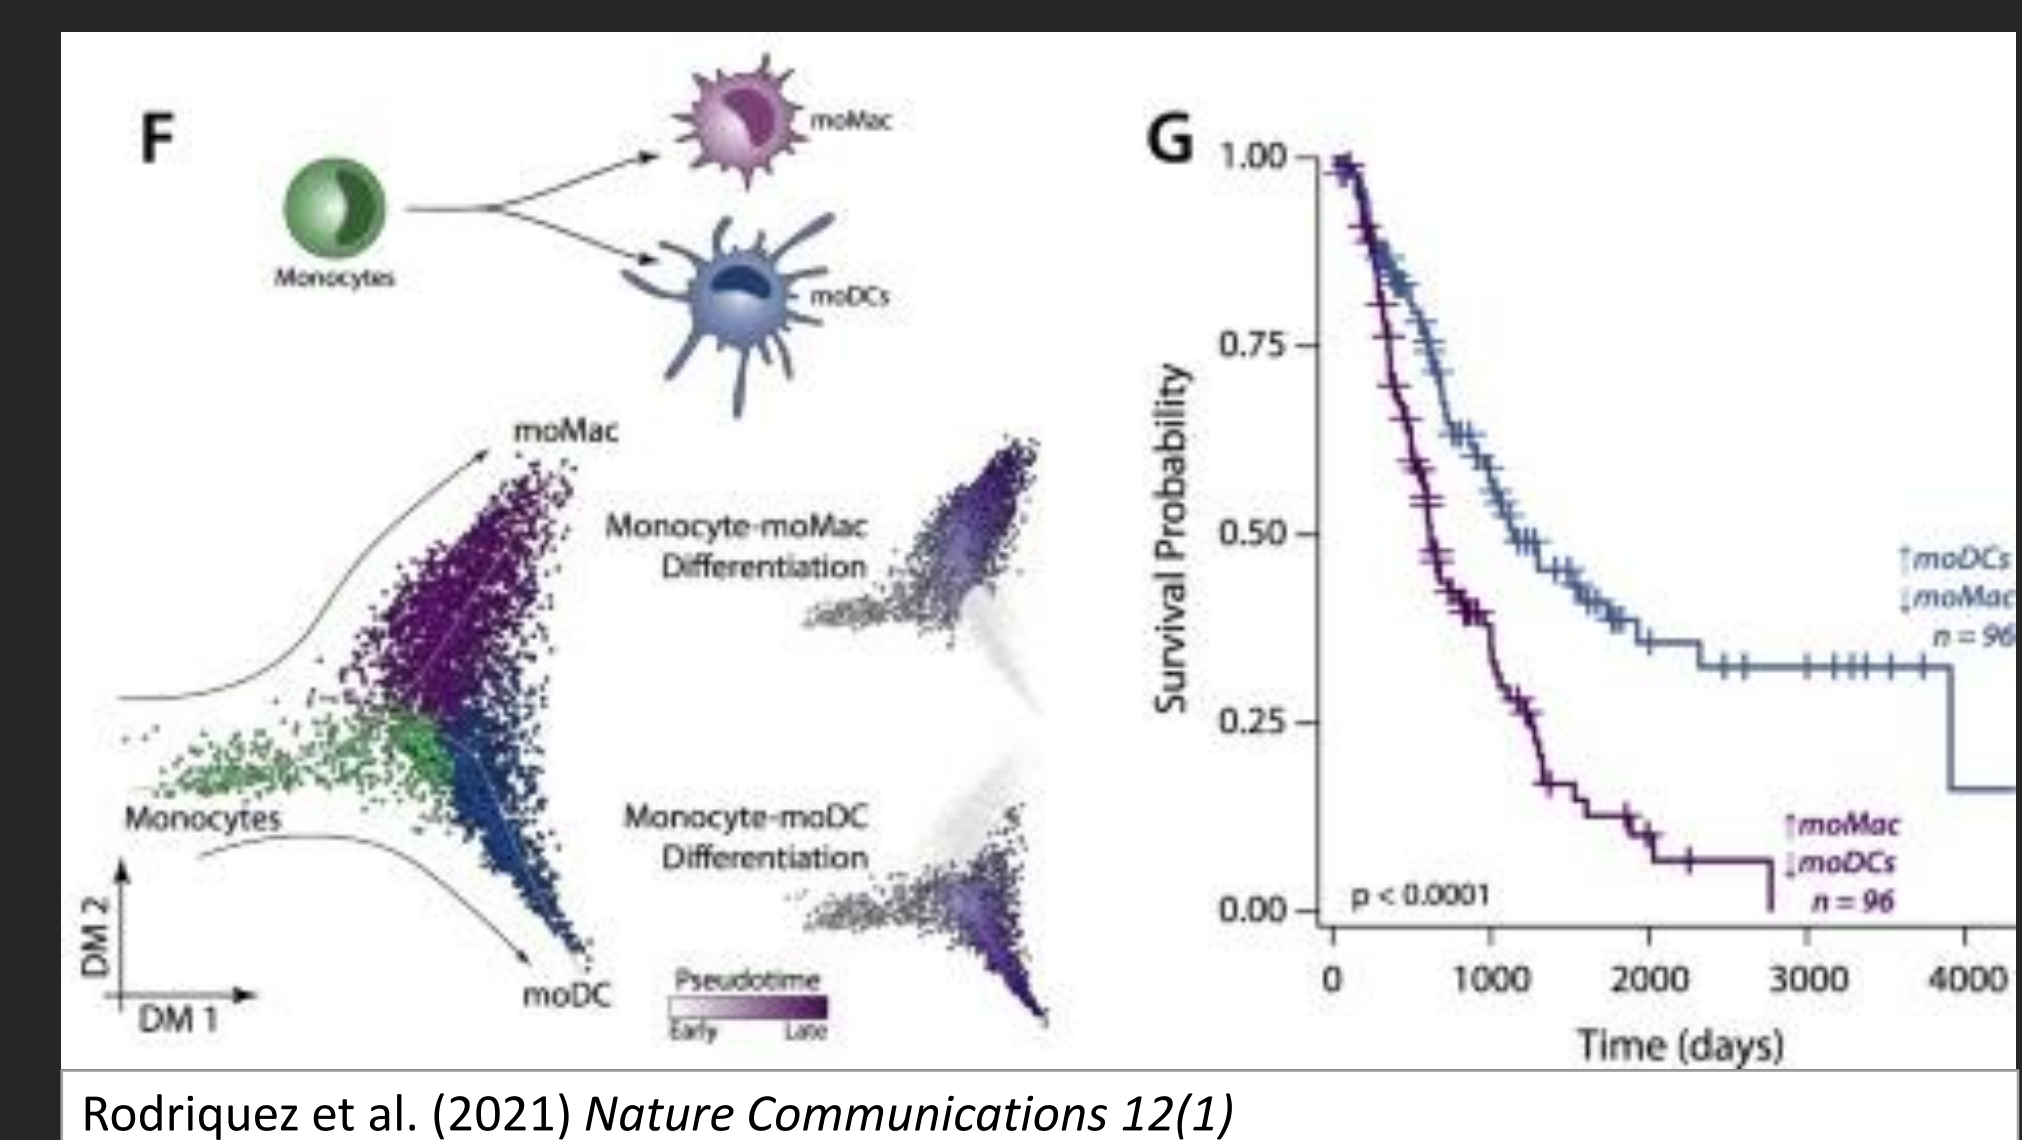 F
moMac
Monocytes
moDCs
moMac
Monocyte-moMac
Differentiation
Monocytes
Monocyte-moDC
Differentiation
DM 2
DM 1
moDC
Pseudotime
Early Late
G
1.00
0.75
0.50
0.25
0.00
Survival Probability
↑moDCs
↓moMac
n = 96
↑moMac
↓moDCs
n = 96
p < 0.0001
0 1000 2000 3000 4000
Time (days)
Rodriquez et al. (2021) Nature Communications 12(1)